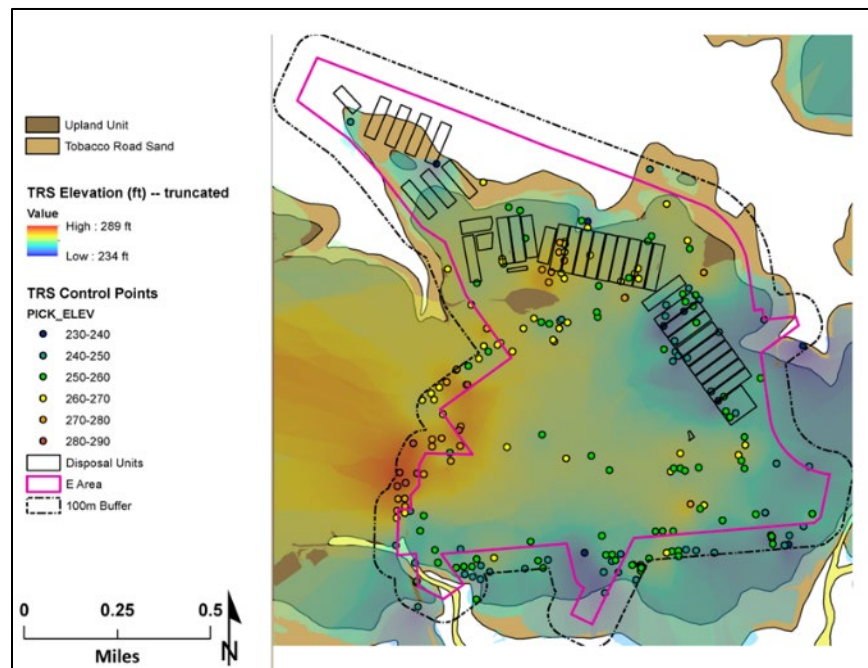 Upland Unit
Tobacco Road Sand
TRS Elevation (ft) -- truncated
Value
High : 289 ft
Low : 234 ft
TRS Control Points
PICK_ELEV
230-240
240-250
250-260
260-270
270-280
280-290
Disposal Units
E Area
100m Buffer
0 0.25 0.5
Miles
N